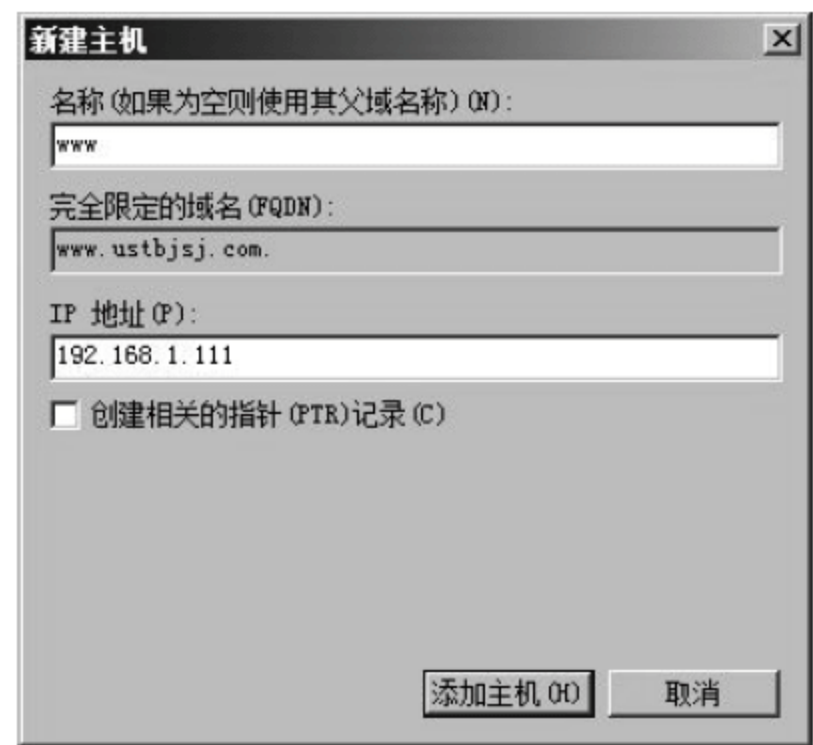 新建主机
名称(如果为空则使用其父域名称)(N):
www
完全限定的域名(FQDN):
www.ustbjsj.com.
IP 地址(P):
192.168.1.111
创建相关的指针(PTR)记录(C)
添加主机(H) 取消